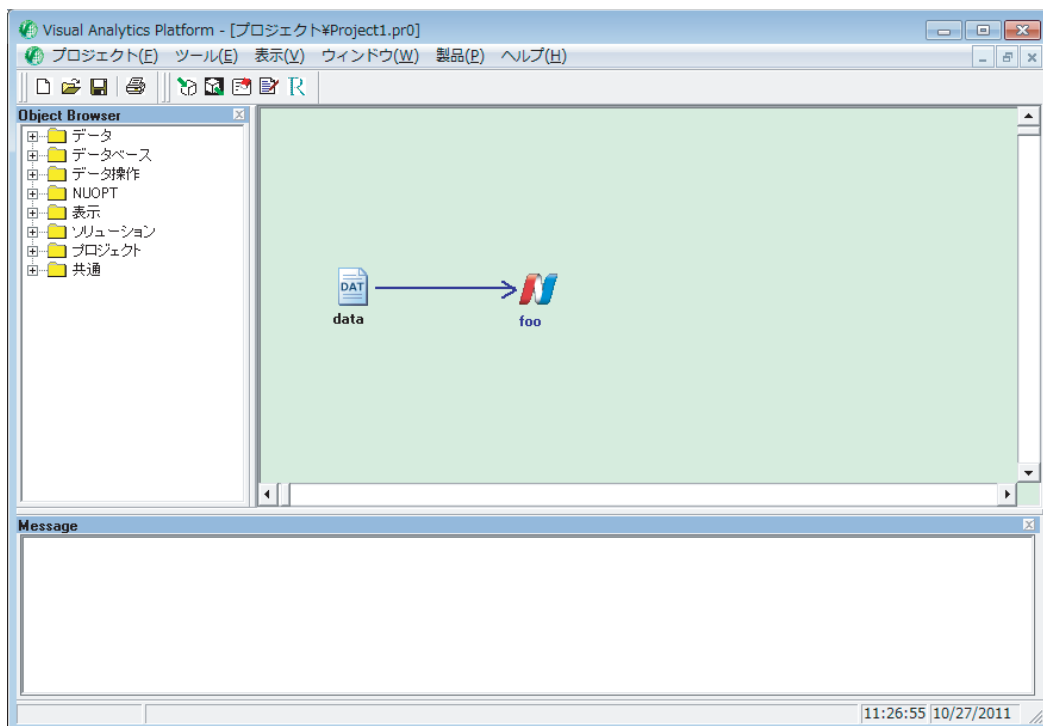 Visual Analytics Platform - [プロジェクト¥Project1.pr0]
プロジェクト(F) ツール(E) 表示(V) ウィンドウ(W) 製品(P) ヘルプ(H)
R
Object Browser
データ
データベース
データ操作
NUOPT
表示
ソリューション
プロジェクト
共通
DAT
data
foo
Message
11:26:55 10/27/2011